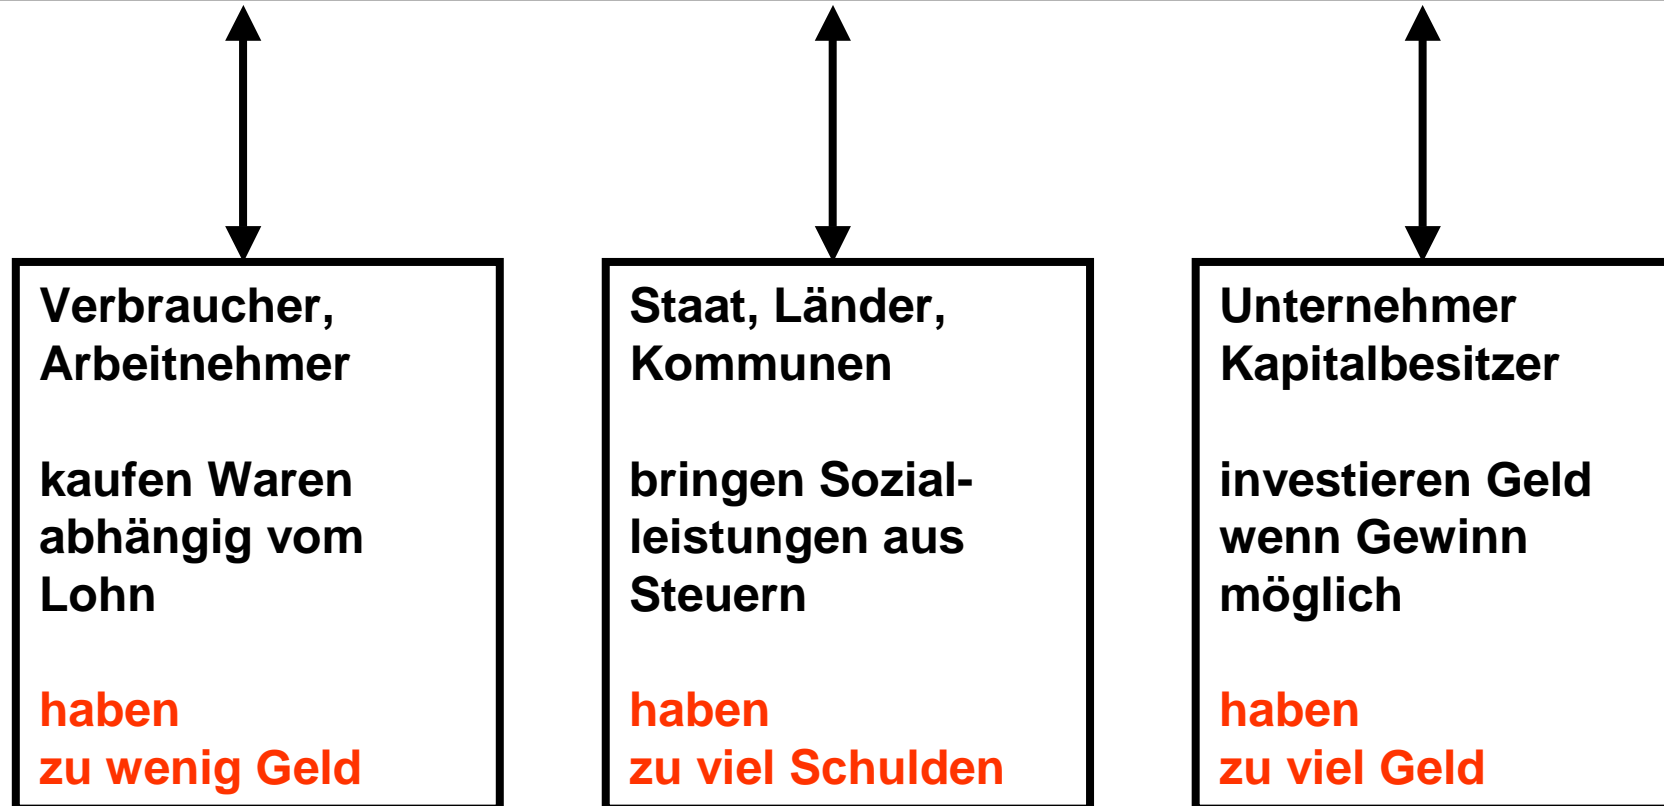 Verbraucher,
Arbeitnehmer
kaufen Waren
abhängig vom
Lohn
haben
zu wenig Geld
Staat, Länder,
Kommunen
bringen Sozial-
leistungen aus
Steuern
haben
zu viel Schulden
Unternehmer
Kapitalbesitzer
investieren Geld
wenn Gewinn
möglich
haben
zu viel Geld